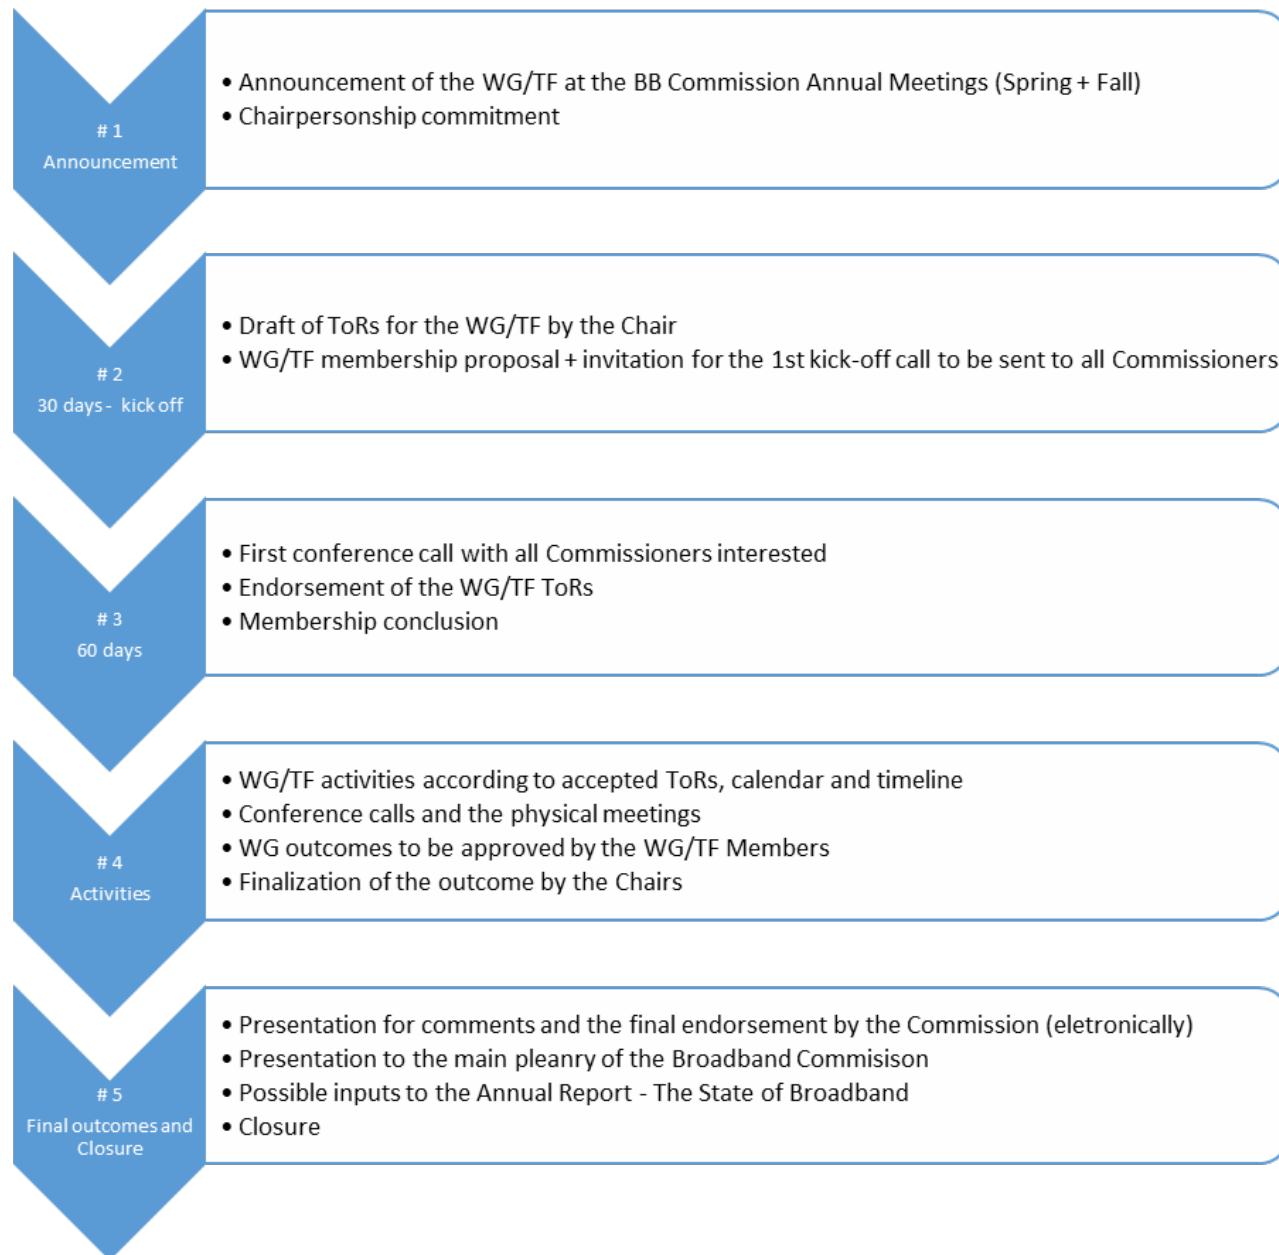 # 1
Announcement
• Announcement of the WG/TF at the BB Commission Annual Meetings (Spring + Fall)
• Chairpersonship commitment
# 2
30 days - kick off
• Draft of ToRs for the WG/TF by the Chair
• WG/TF membership proposal + invitation for the 1st kick-off call to be sent to all Commissioners
# 3
60 days
• First conference call with all Commissioners interested
• Endorsement of the WG/TF ToRs
• Membership conclusion
# 4
Activities
• WG/TF activities according to accepted ToRs, calendar and timeline
• Conference calls and the physical meetings
• WG outcomes to be approved by the WG/TF Members
• Finalization of the outcome by the Chairs
# 5
Final outcomes and
Closure
• Presentation for comments and the final endorsement by the Commission (eletronically)
• Presentation to the main pleanry of the Broadband Commisison
• Possible inputs to the Annual Report - The State of Broadband
• Closure